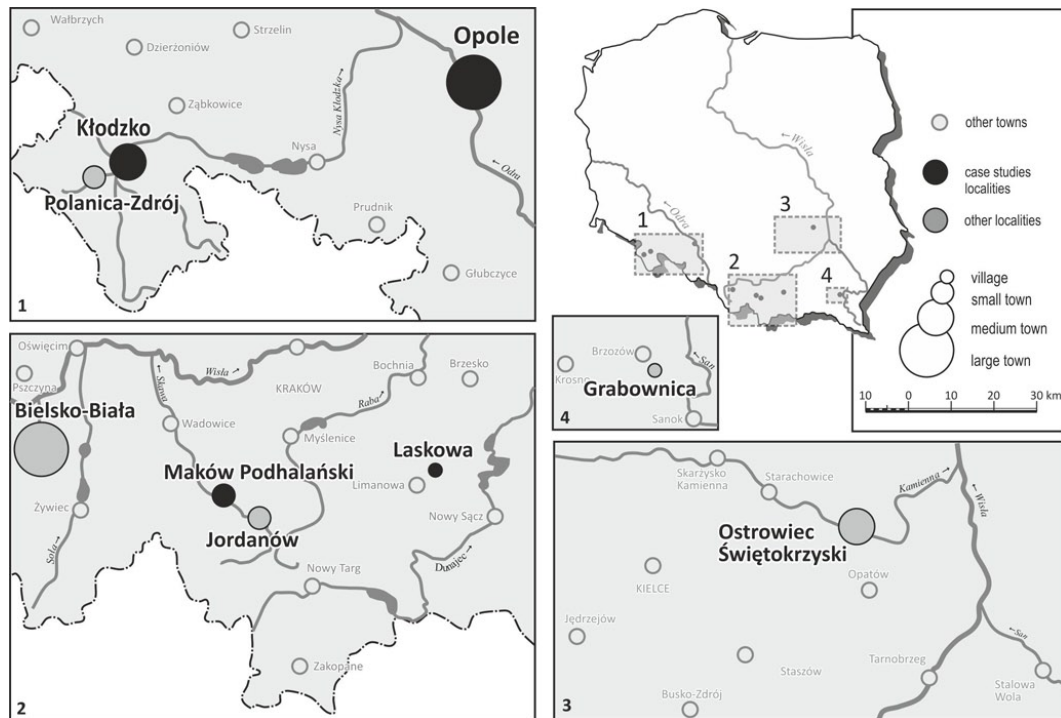 Wałbrzych
Dzierżoniów
Strzelin
Opole
Ząbkowice
Kłodzko
Nysa Kłodzka→
Nysa
Polanica-Zdrój
←Odra
Prudnik
Głubczyce
1
Wisła
←Odra
1
2
3
4
other towns
case studies
localities
other localities
village
small town
medium town
large town
10 0 10 20 30 km
Oświęcim
Pszczyna
Wisła→
KRAKÓW
Bochnia
Brzesko
←Skawa
Raba→
Bielsko-Biała
Wadowice
Myślenice
Laskowa
Maków Podhalański
Limanowa
Żywiec
Jordanów
Nowy Sącz
Soła→
Dunajec→
Nowy Targ
Zakopane
2
Brzozów
Krosno
←San
Grabownica
Sanok
4
Skarżysko
Kamienna
Starachowice
Kamienna→
←Wisła
Ostrowiec
Świętokrzyski
KIELCE
Opatów
Jędrzejów
←San
Staszów
Tarnobrzeg
Stalowa
Wola
Busko-Zdrój
3